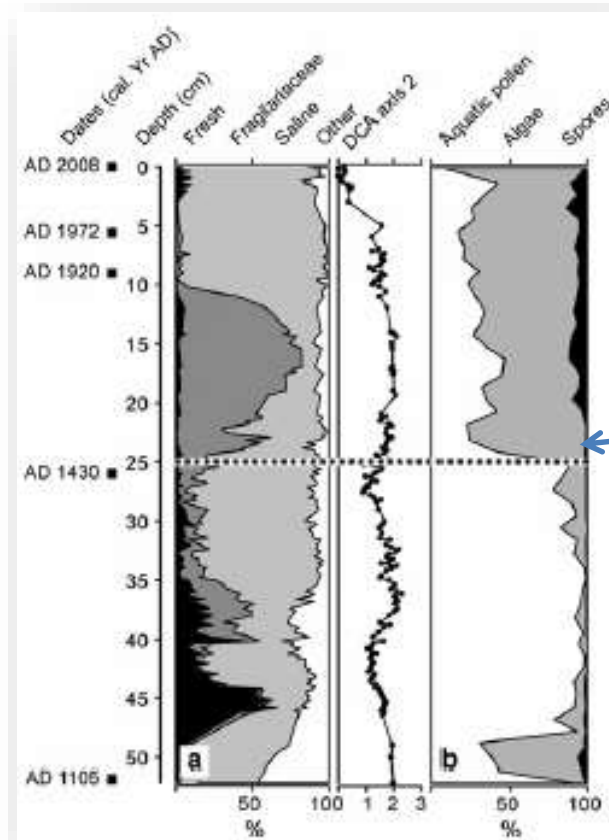 Dates (cal. Yr AD)
Depth (cm)
Fresh
Fragilariaceae
Saline
Other
DCA axis 2
Aquatic pollen
Algae
Spores
AD 2008
AD 1972
AD 1920
AD 1430
AD 1105
0
5
10
15
20
25
30
35
40
45
50
a
b
50
100
0
1
2
3
50
100
%
%